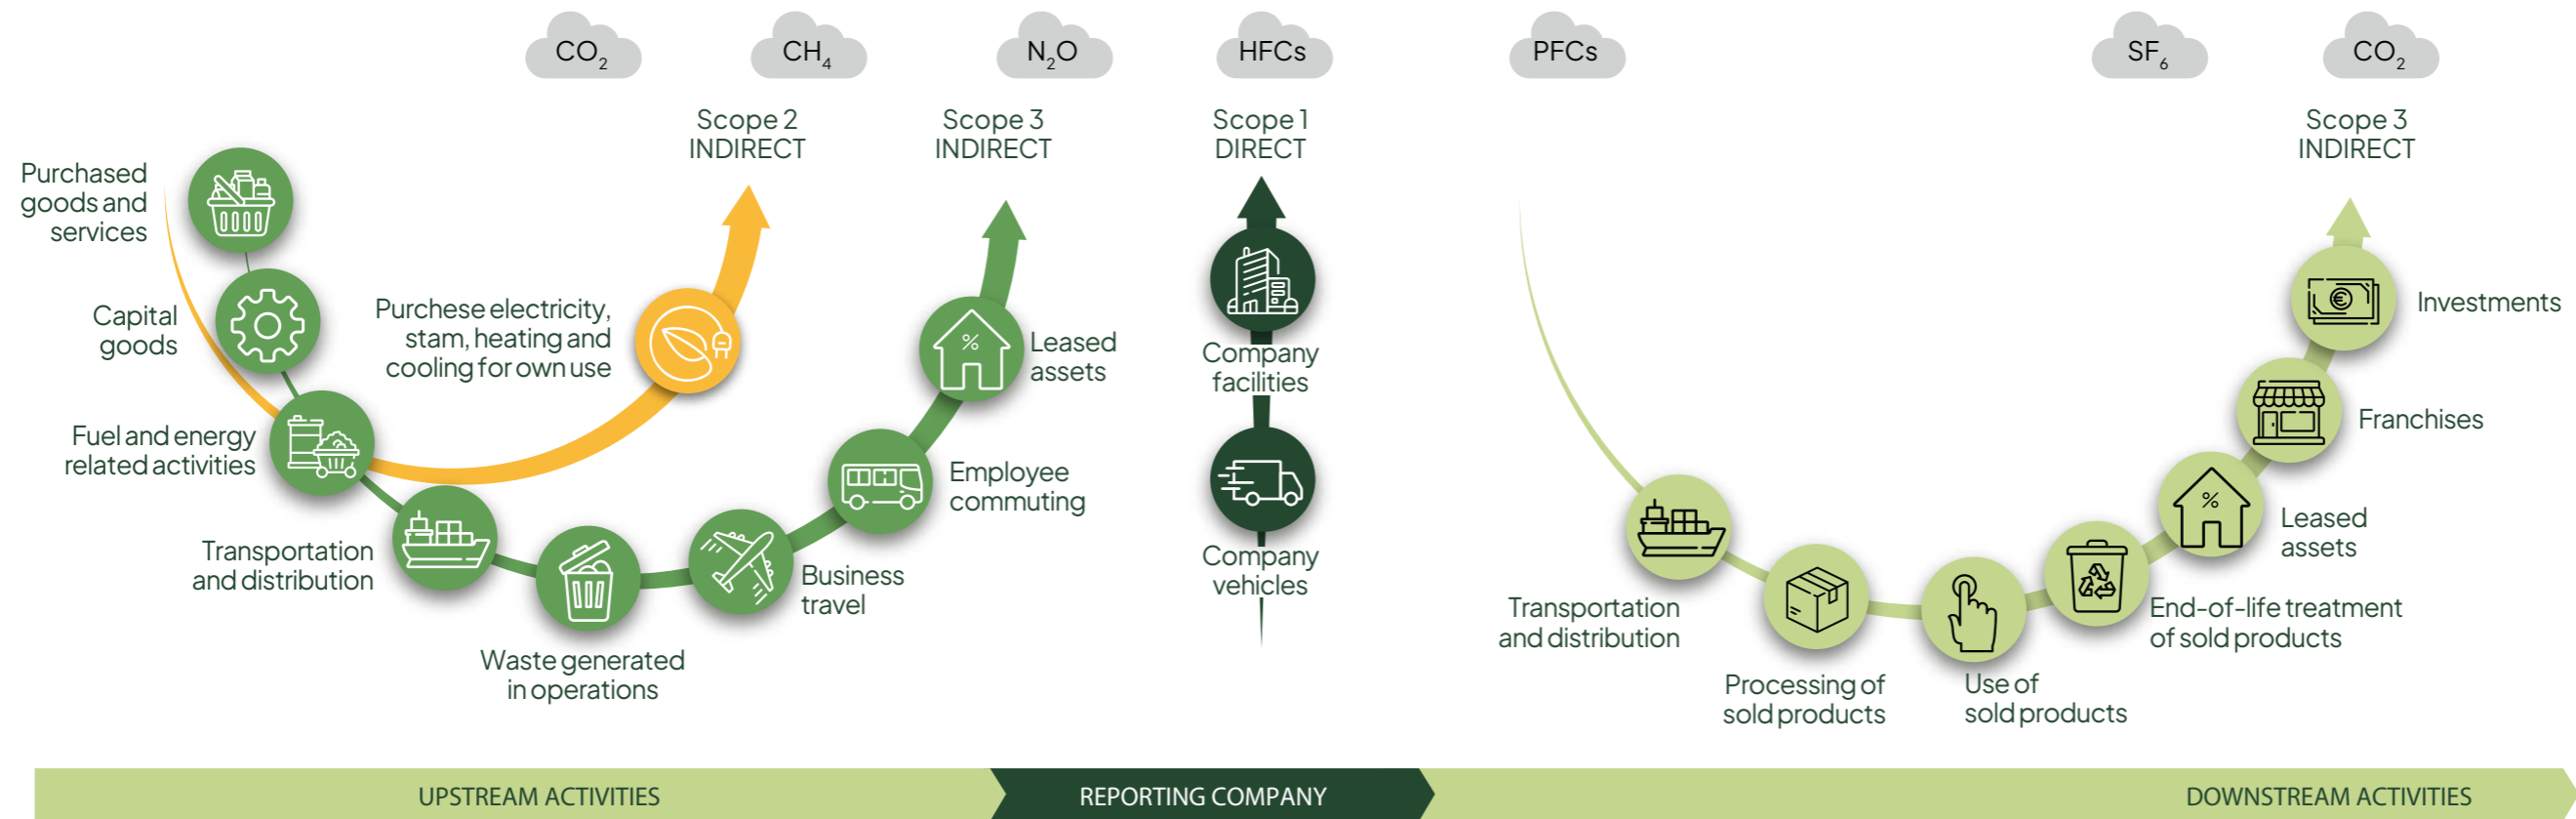 CO₂
CH₄
N₂O
HFCs
PFCs
SF₆
CO₂
Scope 2
INDIRECT
Scope 3
INDIRECT
Scope 1
DIRECT
Scope 3
INDIRECT
Purchased
goods and
services
Capital
goods
Fuel and energy
related activities
Transportation
and distribution
Waste generated
in operations
Business
travel
Employee
commuting
%
Leased
assets
Purchese electricity,
stam, heating and
cooling for own use
Company
facilities
Company
vehicles
Transportation
and distribution
Processing of
sold products
Use of
sold products
End-of-life treatment
of sold products
%
Leased
assets
Franchises
€
Investments
UPSTREAM ACTIVITIES
REPORTING COMPANY
DOWNSTREAM ACTIVITIES